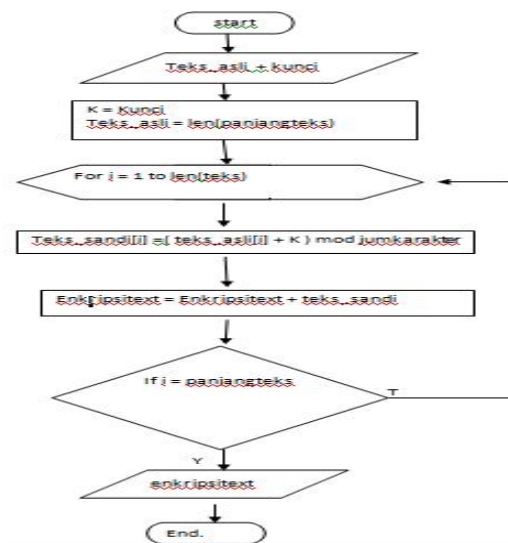 start
Teks_asli + kunci
K = Kunci
Teks_asli = len(panjangteks)
For i = 1 to len(teks)
Teks_sandi[i] =( teks_asli[i] + K ) mod jumkarakter
Enkripsitext = Enkripsitext + teks_sandi
If i = panjangteks
T
Y
enkripsitext
End.